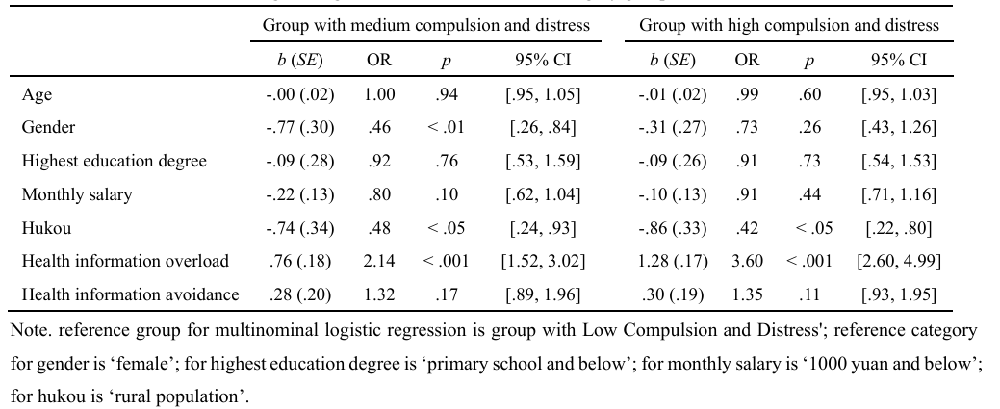 Group with medium compulsion and distress Group with high compulsion and distress
b (SE) OR p 95% CI b (SE) OR p 95% CI
Age -.00 (.02) 1.00 .94 [.95, 1.05] -.01 (.02) .99 .60 [.95, 1.03]
Gender -.77 (.30) .46 < .01 [.26, .84] -.31 (.27) .73 .26 [.43, 1.26]
Highest education degree -.09 (.28) .92 .76 [.53, 1.59] -.09 (.26) .91 .73 [.54, 1.53]
Monthly salary -.22 (.13) .80 .10 [.62, 1.04] -.10 (.13) .91 .44 [.71, 1.16]
Hukou -.74 (.34) .48 < .05 [.24, .93] -.86 (.33) .42 < .05 [.22, .80]
Health information overload .76 (.18) 2.14 < .001 [1.52, 3.02] 1.28 (.17) 3.60 < .001 [2.60, 4.99]
Health information avoidance .28 (.20) 1.32 .17 [.89, 1.96] .30 (.19) 1.35 .11 [.93, 1.95]
Note. reference group for multinominal logistic regression is group with Low Compulsion and Distress'; reference category
for gender is ‘female’; for highest education degree is ‘primary school and below’; for monthly salary is ‘1000 yuan and below’;
for hukou is ‘rural population’.